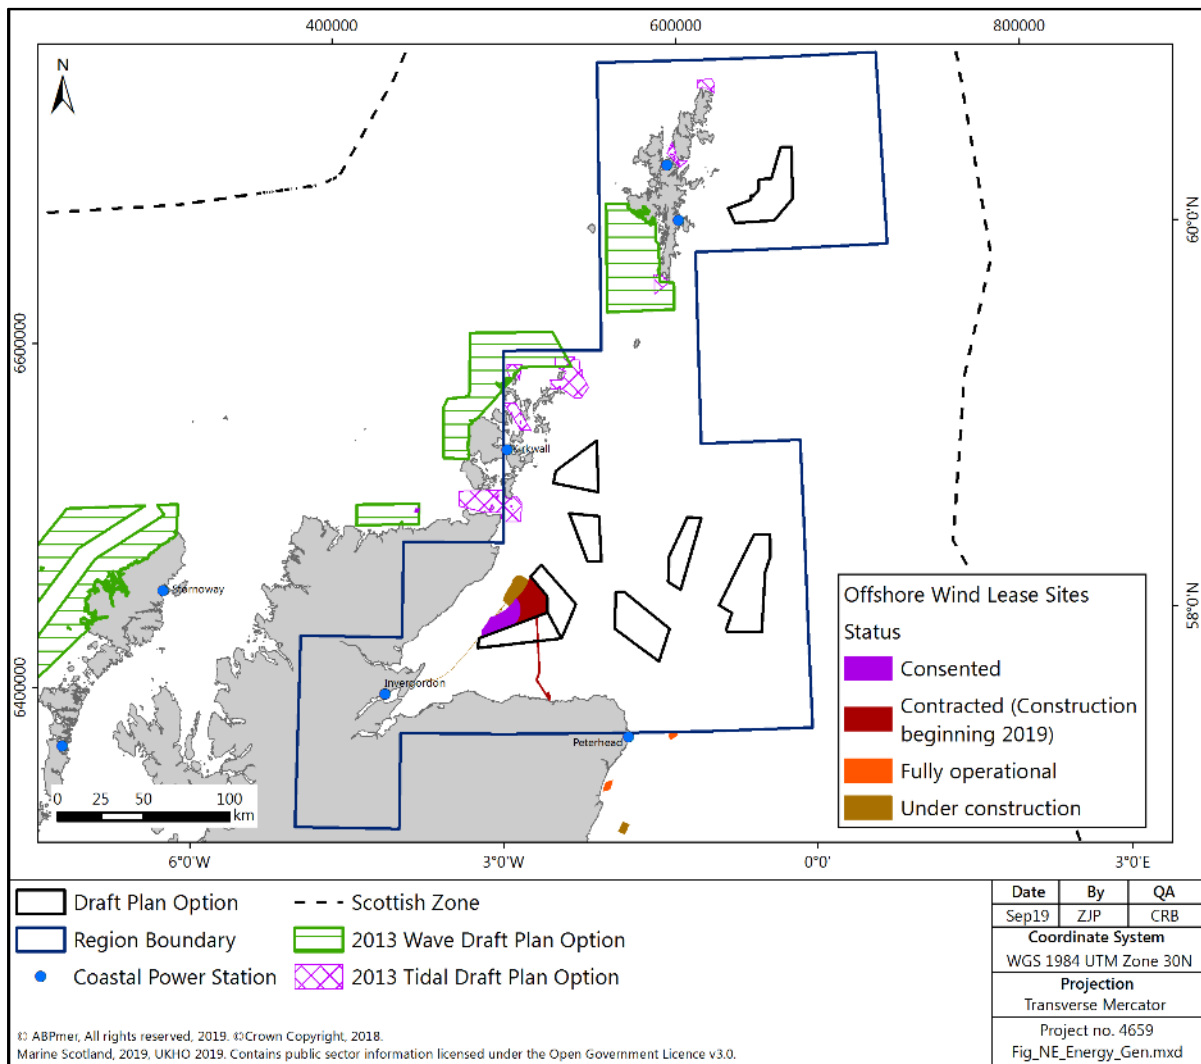 400000
600000
800000
N
60°0'N
6600000
Kirkwall
Stornoway
58°0'N
6400000
Invergordon
Peterhead
Offshore Wind Lease Sites
Status
Consented
Contracted (Construction
beginning 2019)
Fully operational
Under construction
0 25 50 100
km
6°0'W
3°0'W
0°0'
3°0'E
Draft Plan Option
Scottish Zone
Region Boundary
2013 Wave Draft Plan Option
Coastal Power Station
2013 Tidal Draft Plan Option
Date By QA
Sep19 ZJP CRB
Coordinate System
WGS 1984 UTM Zone 30N
Projection
Transverse Mercator
Project no. 4659
Fig_NE_Energy_Gen.mxd
© ABPmer, All rights reserved, 2019. ©Crown Copyright, 2018.
Marine Scotland, 2019, UKHO 2019. Contains public sector information licensed under the Open Government Licence v3.0.